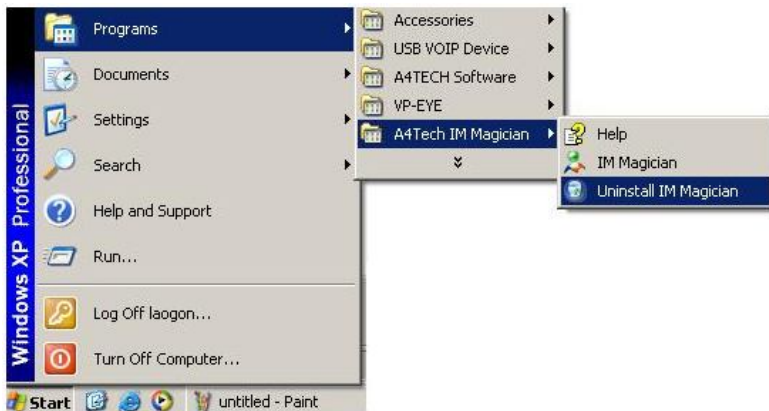 Windows XP Professional
Programs
Documents
Settings
Search
Help and Support
Run...
Log Off laogon...
Turn Off Computer...
Accessories
USB VOIP Device
A4TECH Software
VP-EYE
A4Tech IM Magician
Help
IM Magician
Uninstall IM Magician
Start
untitled - Paint